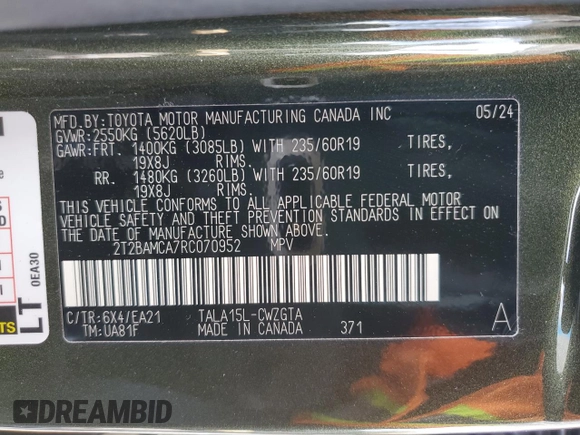 MFD.BY:TOYOTA MOTOR MANUFACTURING CANADA INC 05/24
GVWR:2550KG (5620LB)
GAWR:FRT. 1400KG (3085LB) WITH 235/60R19 TIRES,
19X8J RIMS.
RR. 1480KG (3260LB) WITH 235/60R19 TIRES,
19X8J RIMS.
THIS VEHICLE CONFORMS TO ALL APPLICABLE FEDERAL MOTOR
VEHICLE SAFETY AND THEFT PREVENTION STANDARDS IN EFFECT ON
THE DATE OF MANUFACTURE SHOWN ABOVE.
2T2BAMCA7RC070952 MPV
C/TR:6X4/EA21 TALA15L-CWZGTA
TM:UA81F MADE IN CANADA 371 A
LT
0EA30
DREAMBID